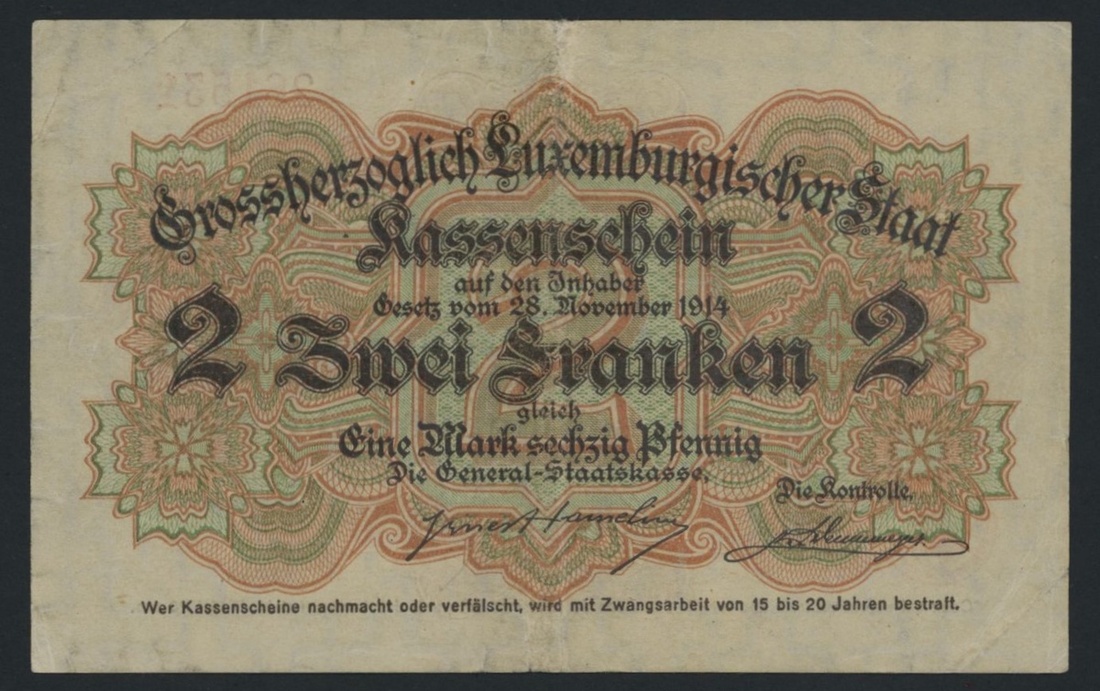 Grossherzoglich Luxemburgischer Staat
Kassenschein
auf den Inhaber
Gesetz vom 28. November 1914
2 Zwei Franken 2
gleich
Eine Mark sechzig Pfennig
Die General-Staatskasse,
Die Kontrolle,
Wer Kassenscheine nachmacht oder verfälscht, wird mit Zwangsarbeit von 15 bis 20 Jahren bestraft.